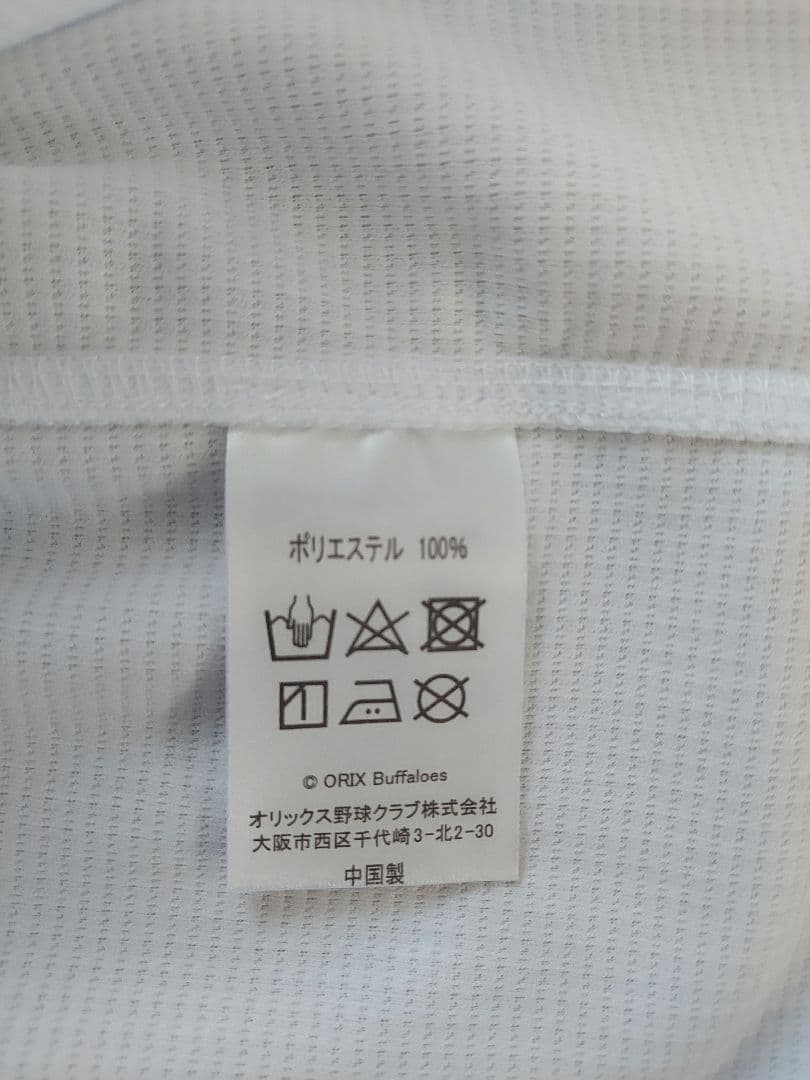 ポリエステル 100%
© ORIX Buffaloes
オリックス野球クラブ株式会社
大阪市西区千代崎3-北2-30
中国製